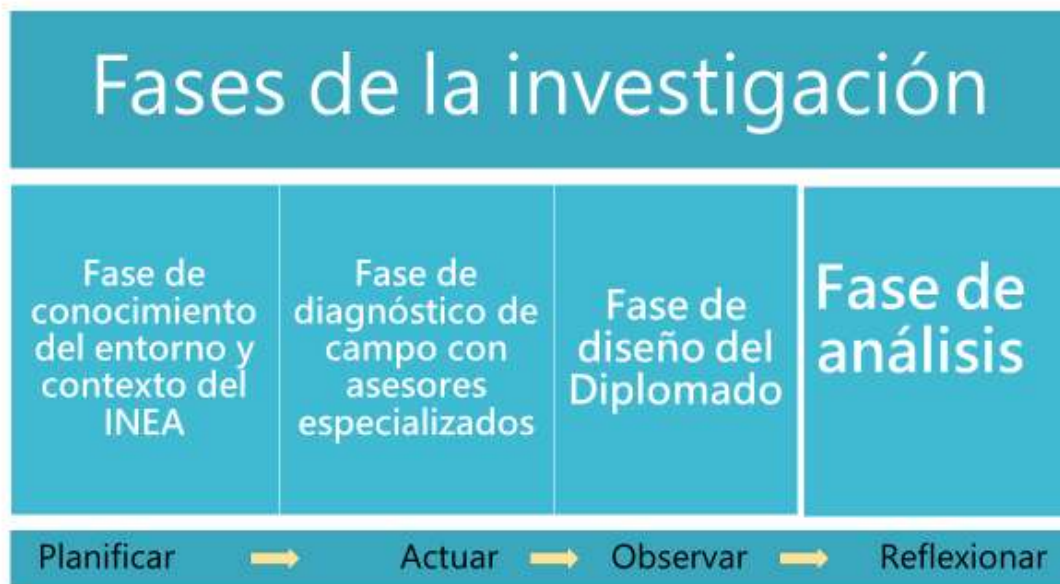 Fases de la investigación
Fase de
conocimiento
del entorno y
contexto del
INEA
Fase de
diagnóstico de
campo con
asesores
especializados
Fase de
diseño del
Diplomado
Fase de
análisis
Planificar Actuar Observar Reflexionar